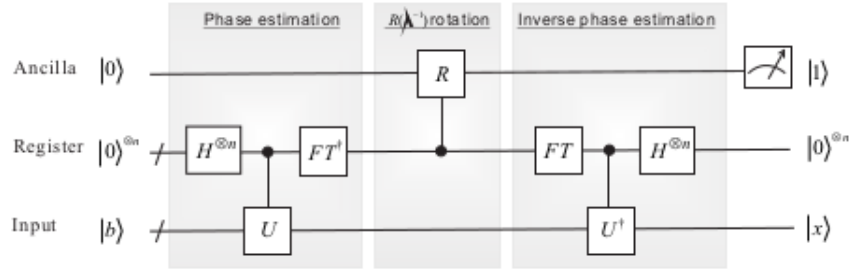 Phase estimation R(λ⁻¹) rotation Inverse phase estimation
Ancilla |0⟩ R |1⟩
Register |0⟩^⊗n H^⊗n FT† FT H^⊗n |0⟩^⊗n
Input |b⟩ U U† |x⟩